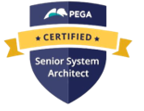 PEGA
★ CERTIFIED ★
Senior System
Architect